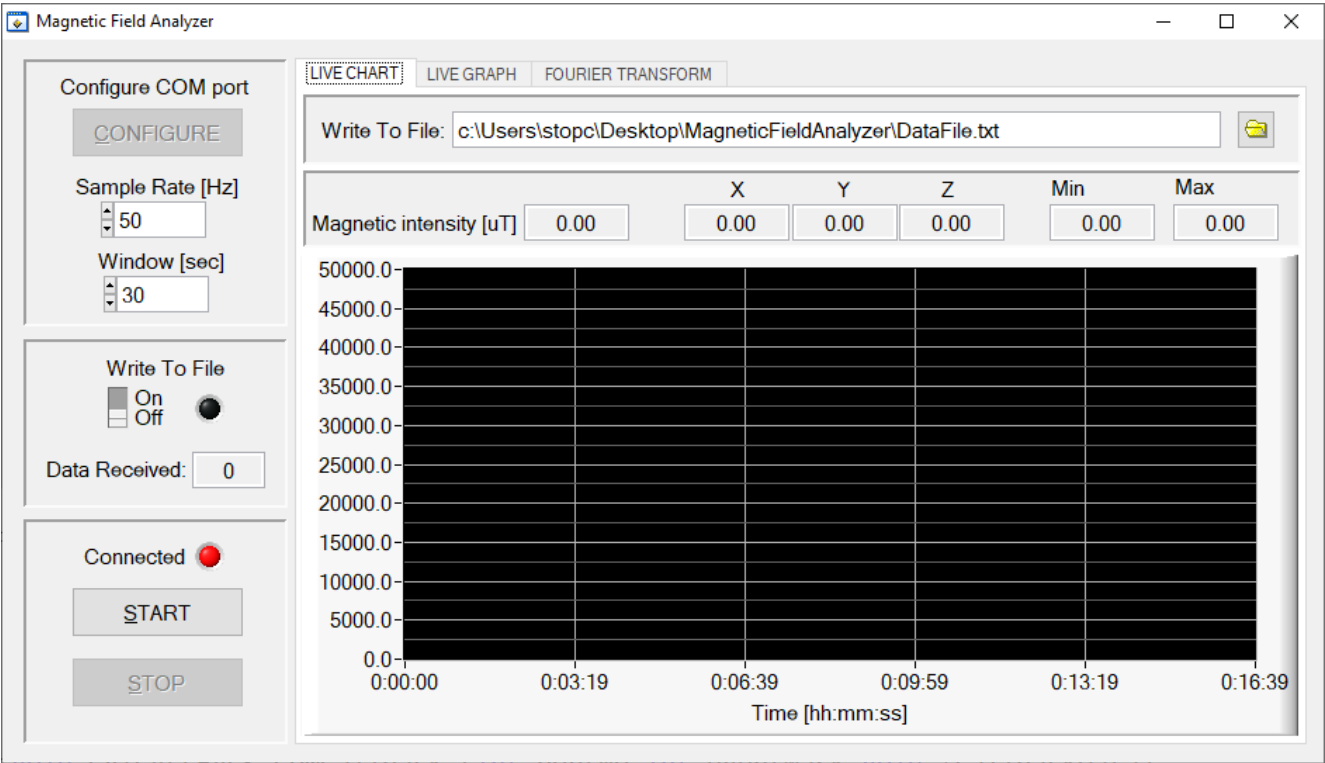 Magnetic Field Analyzer
Configure COM port
CONFIGURE
Sample Rate [Hz]
50
Window [sec]
30
Write To File
On
Off
Data Received: 0
Connected
START
STOP
LIVE CHART LIVE GRAPH FOURIER TRANSFORM
Write To File: c:\Users\stopc\Desktop\MagneticFieldAnalyzer\DataFile.txt
X Y Z Min Max
Magnetic intensity [uT] 0.00 0.00 0.00 0.00 0.00 0.00
50000.0
45000.0
40000.0
35000.0
30000.0
25000.0
20000.0
15000.0
10000.0
5000.0
0.0
0:00:00 0:03:19 0:06:39 0:09:59 0:13:19 0:16:39
Time [hh:mm:ss]